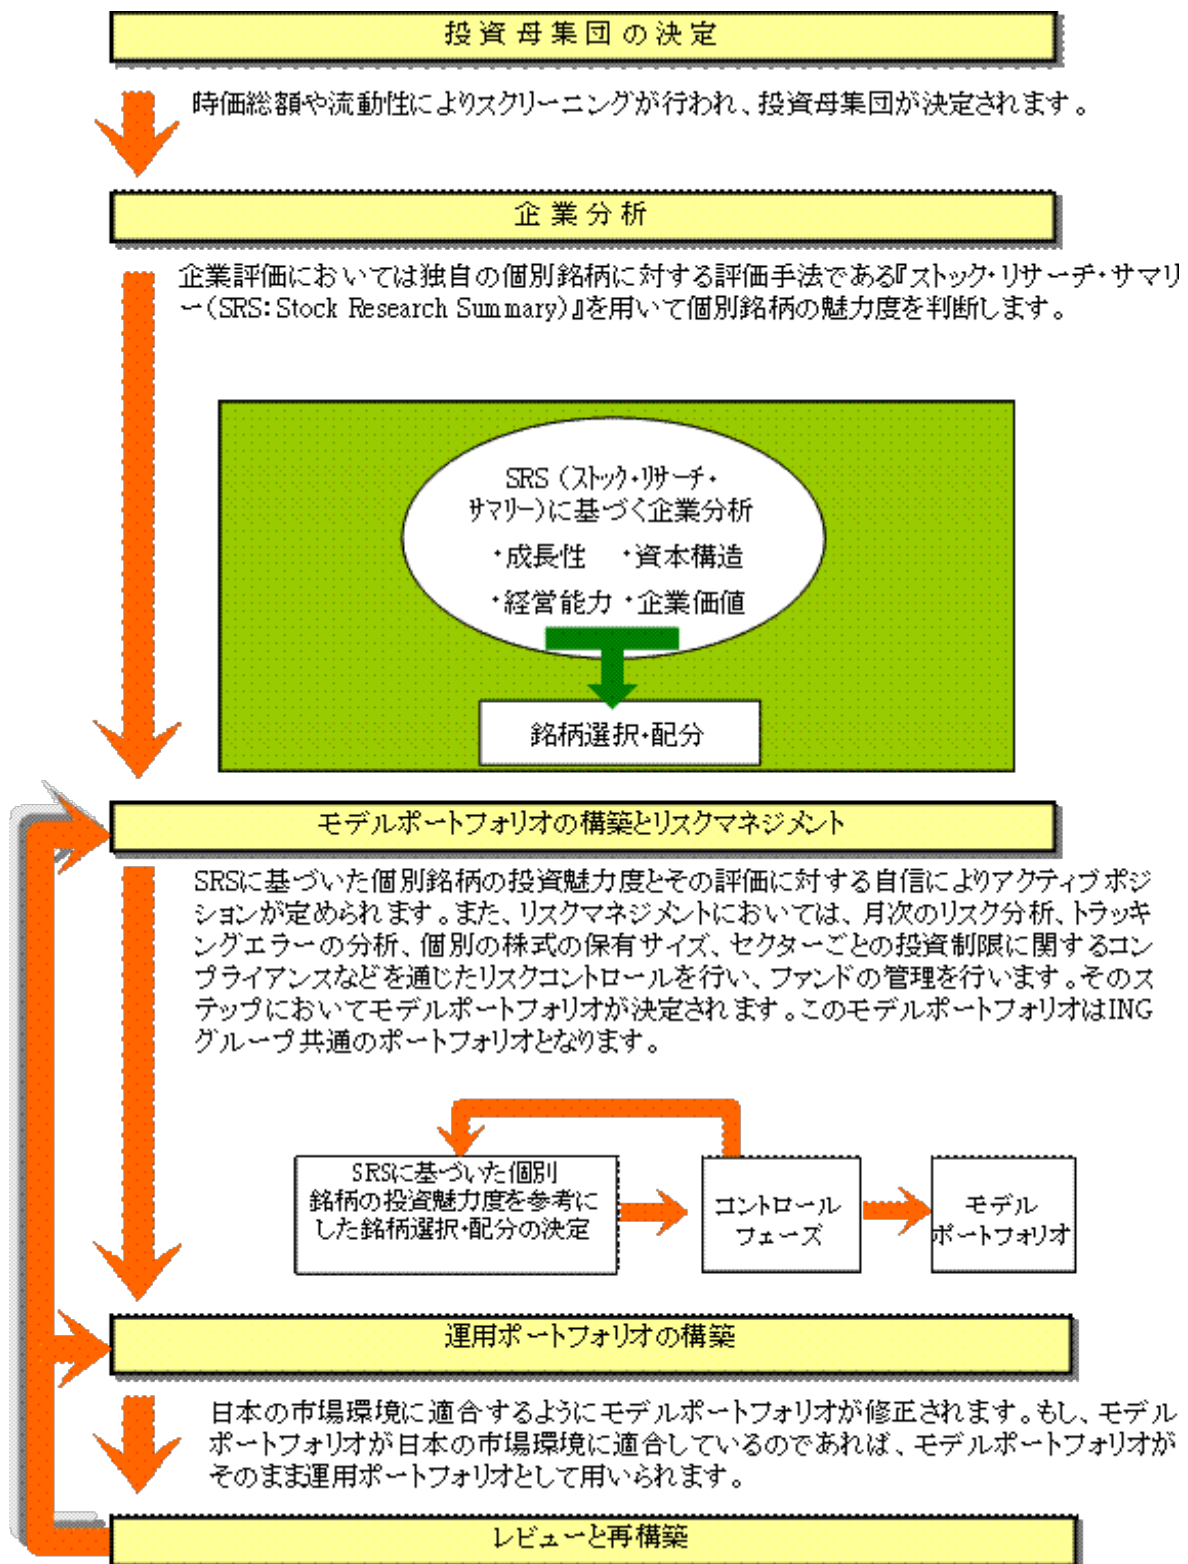 投資母集団の決定
時価総額や流動性によりスクリーニングが行われ、投資母集団が決定されます。
企業分析
企業評価においては独自の個別銘柄に対する評価手法である『ストック・リサーチ・サマリ
ー(SRS:Stock Research Summary)』を用いて個別銘柄の魅力度を判断します。
SRS(ストック・リサーチ・
サマリー)に基づく企業分析
・成長性 ・資本構造
・経営能力 ・企業価値
銘柄選択・配分
モデルポートフォリオの構築とリスクマネジメント
SRSに基づいた個別銘柄の投資魅力度とその評価に対する自信によりアクティブポジ
ションが定められます。また、リスクマネジメントにおいては、月次のリスク分析、トラッキ
ングエラーの分析、個別の株式の保有サイズ、セクターごとの投資制限に関するコン
プライアンスなどを通じたリスクコントロールを行い、ファンドの管理を行います。そのス
テップにおいてモデルポートフォリオが決定されます。このモデルポートフォリオはING
グループ共通のポートフォリオとなります。
SRSに基づいた個別
銘柄の投資魅力度を参考に
した銘柄選択・配分の決定
コントロール
フェーズ
モデル
ポートフォリオ
運用ポートフォリオの構築
日本の市場環境に適合するようにモデルポートフォリオが修正されます。もし、モデル
ポートフォリオが日本の市場環境に適合しているのであれば、モデルポートフォリオが
そのまま運用ポートフォリオとして用いられます。
レビューと再構築